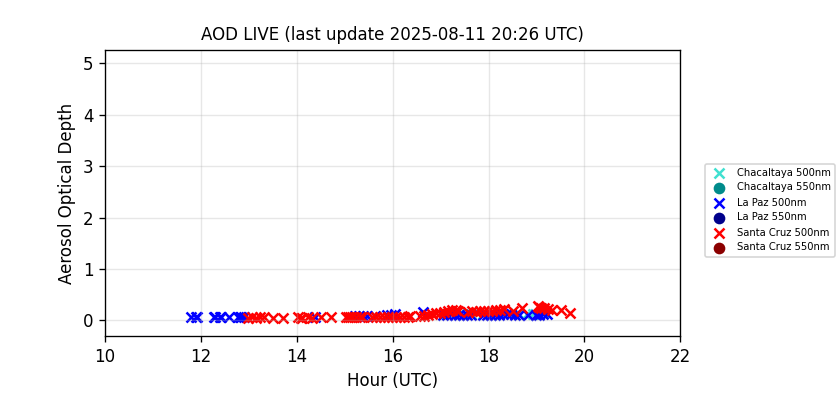 AOD LIVE (last update 2025-08-11 20:26 UTC)
Aerosol Optical Depth
5
4
3
2
1
0
10 12 14 16 18 20 22
Hour (UTC)
Chacaltaya 500nm
Chacaltaya 550nm
La Paz 500nm
La Paz 550nm
Santa Cruz 500nm
Santa Cruz 550nm